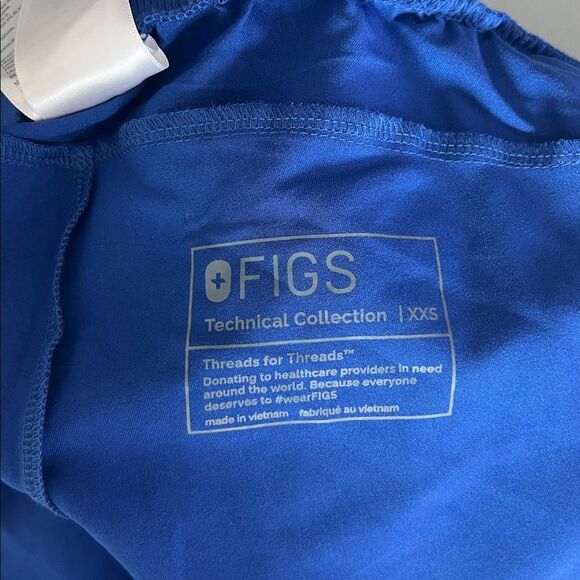 FIGS
Technical Collection | XXS
Threads for Threads™
Donating to healthcare providers in need
around the world. Because everyone
deserves to #wearFIGS
made in vietnam fabriqué au vietnam